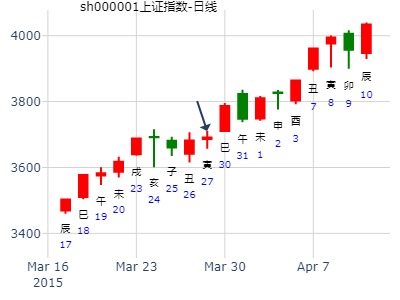 sh000001上证指数-日线
4000
3800
3600
3400
辰
17
巳
18
午
19
未
20
戌
23
亥
24
子
25
丑
26
寅
27
巳
30
午
31
未
1
申
2
酉
3
丑
7
寅
8
卯
9
辰
10
Mar 16
2015
Mar 23
Mar 30
Apr 7